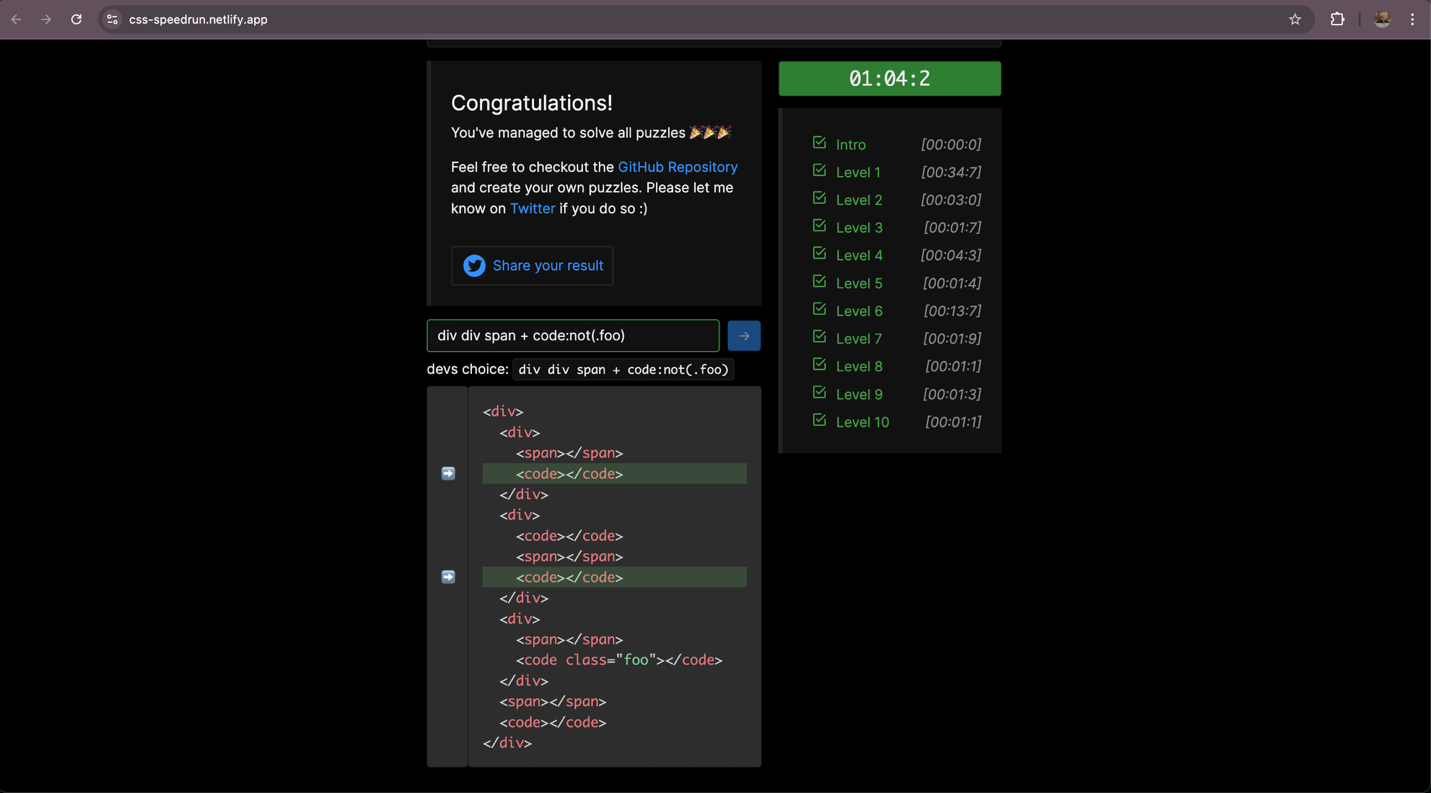 css-speedrun.netlify.app
Congratulations!
You've managed to solve all puzzles 🎉🎉🎉
Feel free to checkout the GitHub Repository
and create your own puzzles. Please let me
know on Twitter if you do so :)
Share your result
div div span + code:not(.foo)
devs choice: div div span + code:not(.foo)
<div>
  <div>
    <span></span>
    <code></code>
  </div>
  <div>
    <code></code>
    <span></span>
    <code></code>
  </div>
  <div>
    <span></span>
    <code class="foo"></code>
  </div>
  <span></span>
  <code></code>
</div>
01:04:2
Intro [00:00:0]
Level 1 [00:34:7]
Level 2 [00:03:0]
Level 3 [00:01:7]
Level 4 [00:04:3]
Level 5 [00:01:4]
Level 6 [00:13:7]
Level 7 [00:01:9]
Level 8 [00:01:1]
Level 9 [00:01:3]
Level 10 [00:01:1]